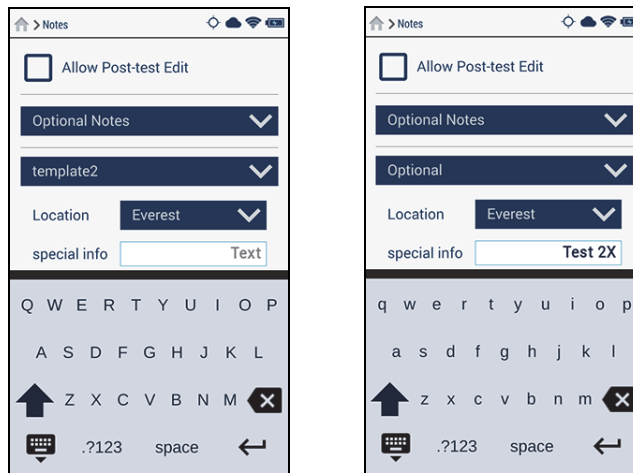 > Notes
Allow Post-test Edit
Optional Notes
template2
Location Everest
special info Text
Q W E R T Y U I O P
A S D F G H J K L
Z X C V B N M
.?123 space
> Notes
Allow Post-test Edit
Optional Notes
Optional
Location Everest
special info Test 2X
q w e r t y u i o p
a s d f g h j k l
z x c v b n m
.?123 space